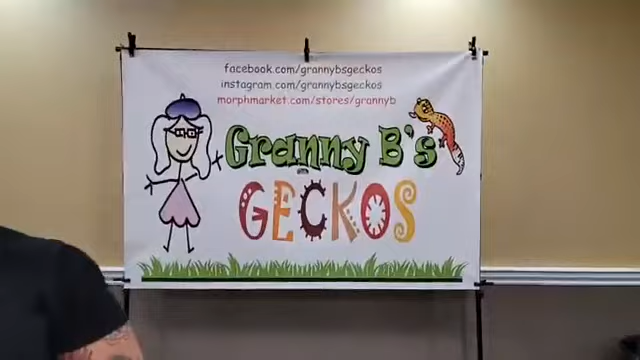 facebook.com/grannybsgeckos
instagram.com/grannybsgeckos
morphmarket.com/stores/grannyb
Granny B's
GECKOS